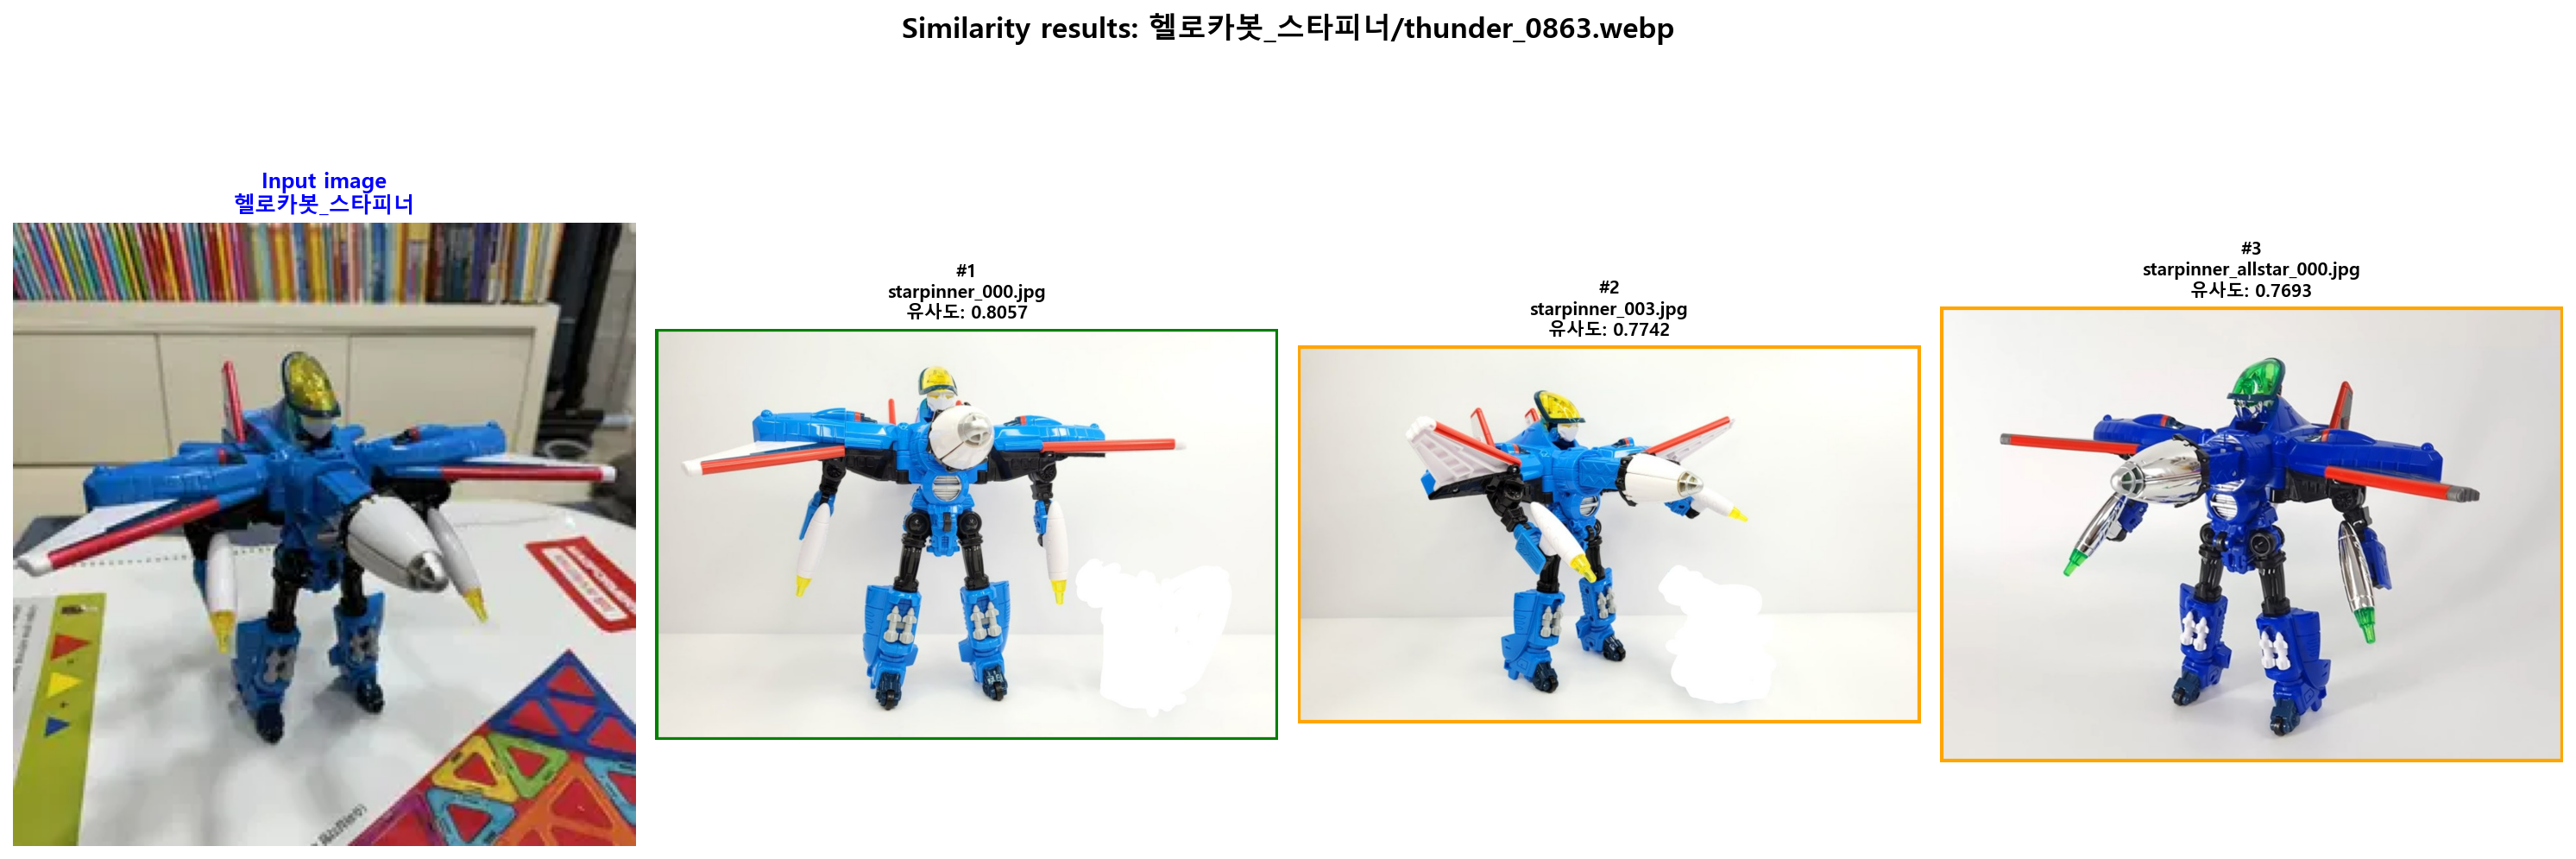 Similarity results: 헬로카봇_스타피너/thunder_0863.webp
Input image
헬로카봇_스타피너
#1
starpinner_000.jpg
유사도: 0.8057
#2
starpinner_003.jpg
유사도: 0.7742
#3
starpinner_allstar_000.jpg
유사도: 0.7693